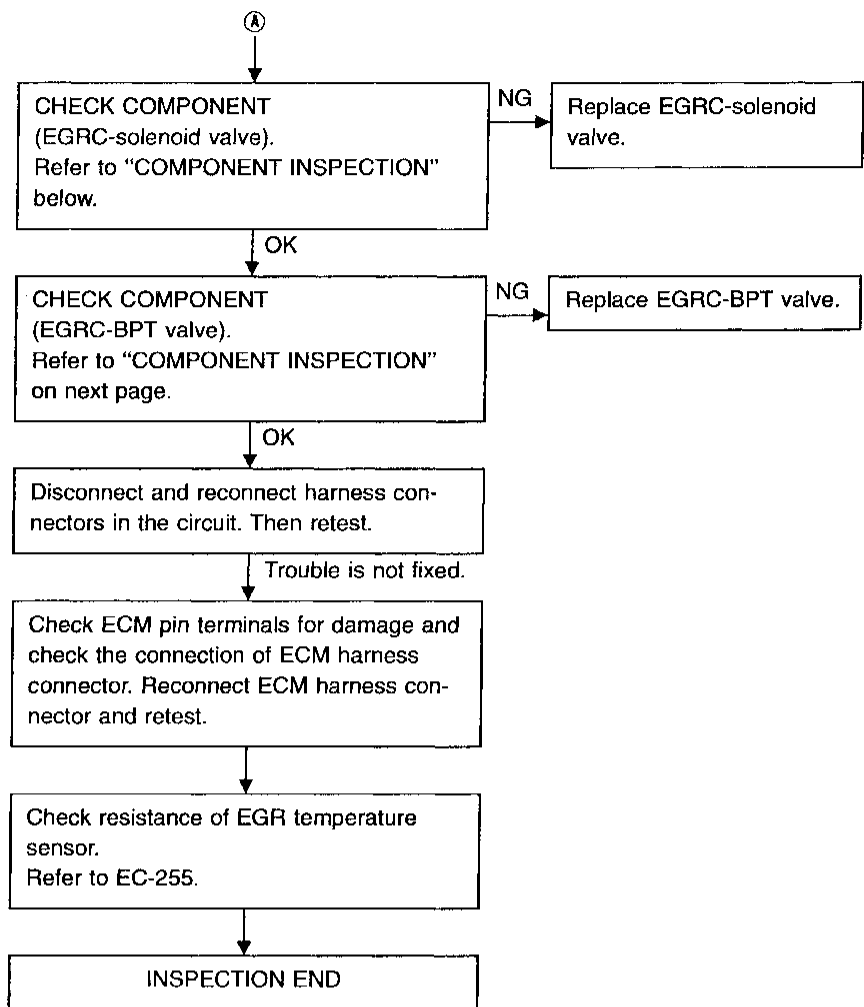 A
CHECK COMPONENT
(EGRC-solenoid valve).
Refer to “COMPONENT INSPECTION”
below.
NG
Replace EGRC-solenoid
valve.
OK
CHECK COMPONENT
(EGRC-BPT valve).
Refer to “COMPONENT INSPECTION”
on next page.
NG
Replace EGRC-BPT valve.
OK
Disconnect and reconnect harness con-
nectors in the circuit. Then retest.
Trouble is not fixed.
Check ECM pin terminals for damage and
check the connection of ECM harness
connector. Reconnect ECM harness con-
nector and retest.
Check resistance of EGR temperature
sensor.
Refer to EC-255.
INSPECTION END